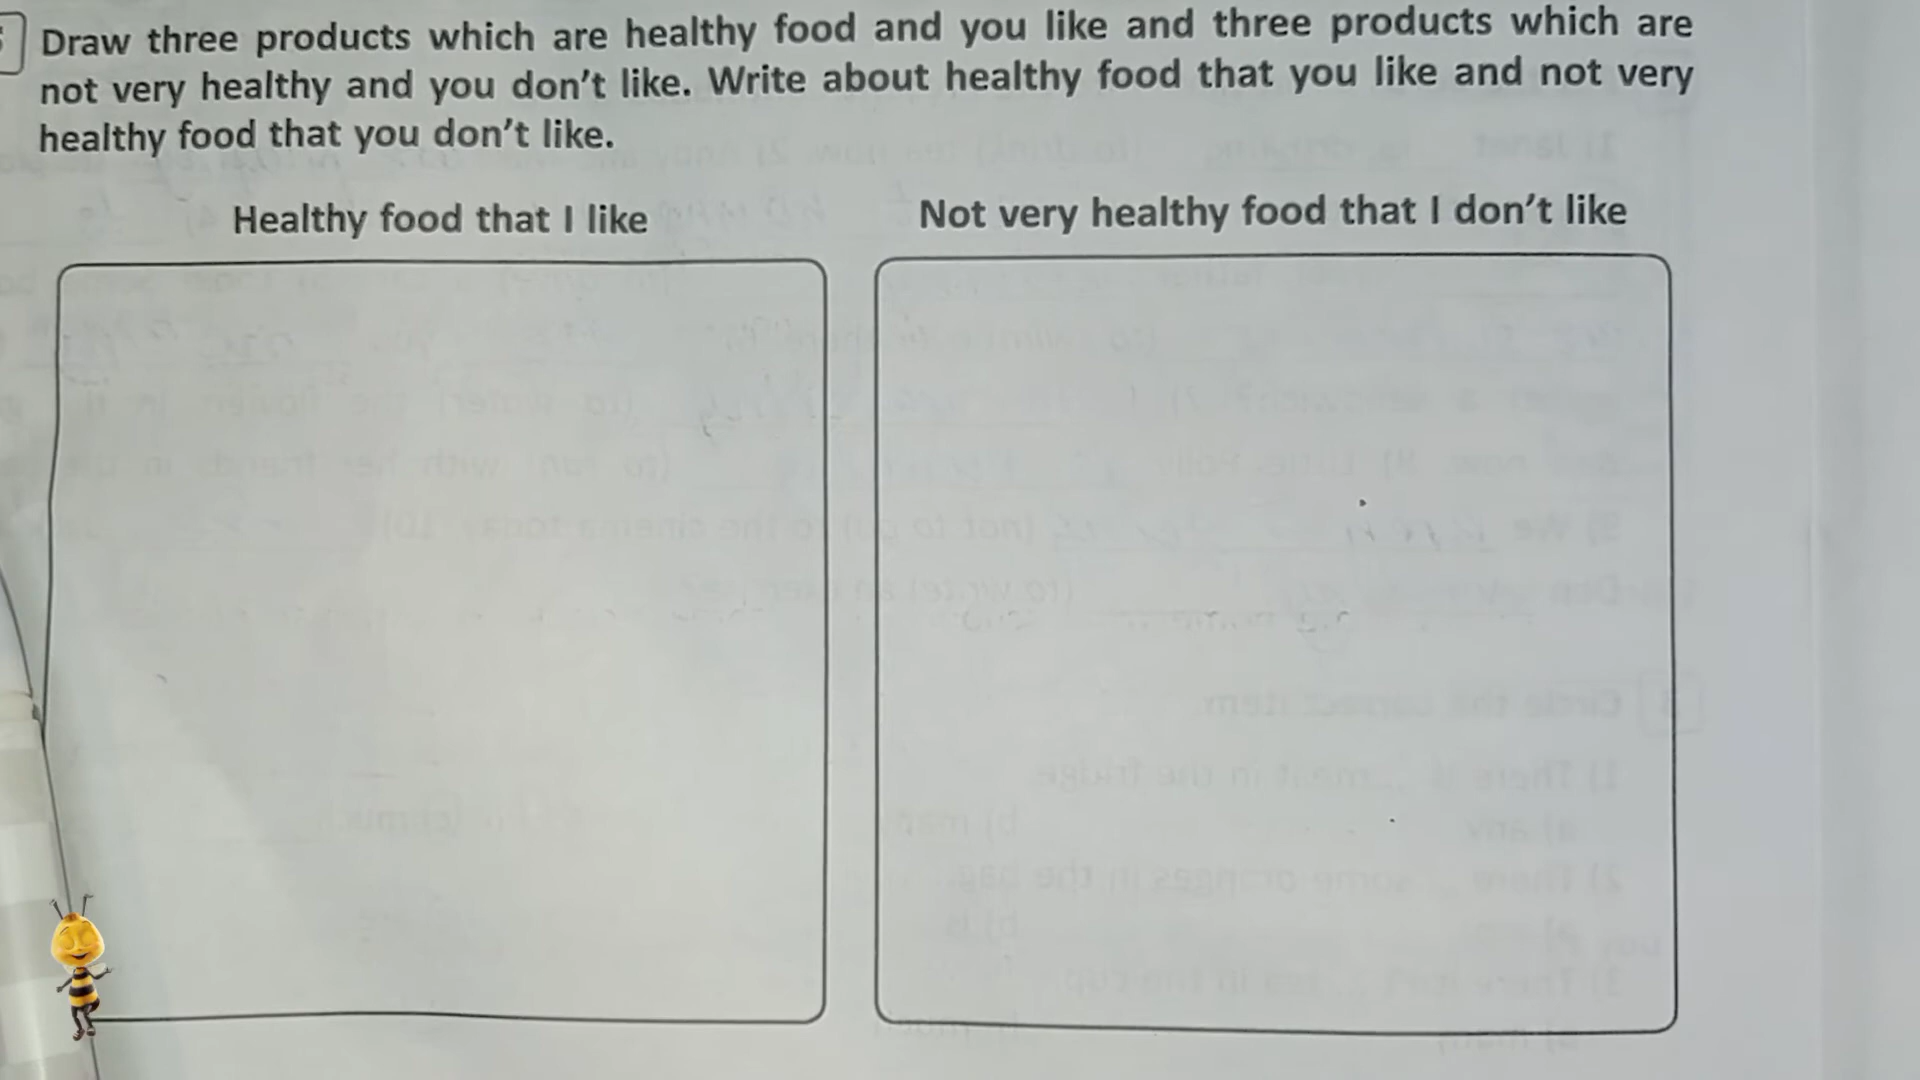 Draw three products which are healthy food and you like and three products which are
not very healthy and you don't like. Write about healthy food that you like and not very
healthy food that you don't like.
Healthy food that I like
Not very healthy food that I don't like